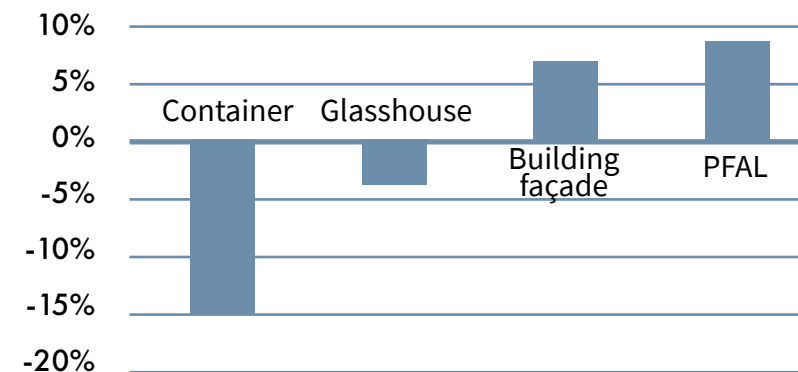 10%
5%
Container Glasshouse
0%
Building
façade
PFAL
-5%
-10%
-15%
-20%